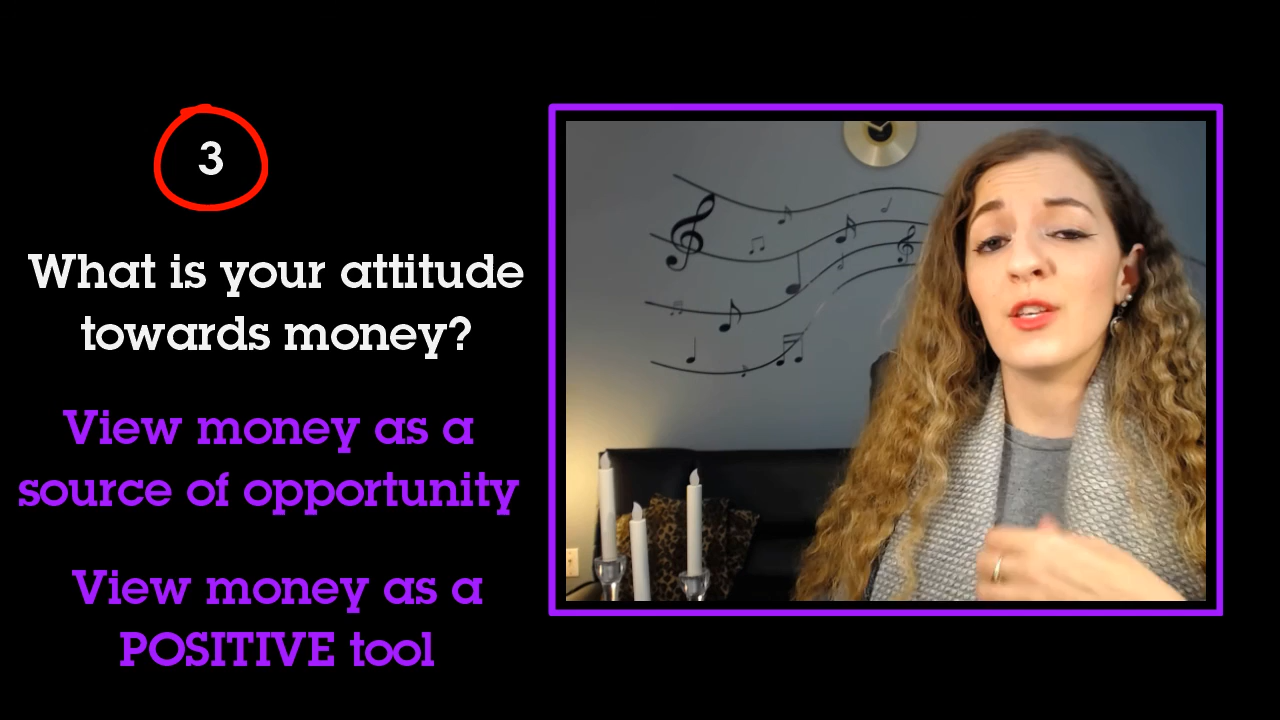 3
What is your attitude
towards money?
View money as a
source of opportunity
View money as a
POSITIVE tool